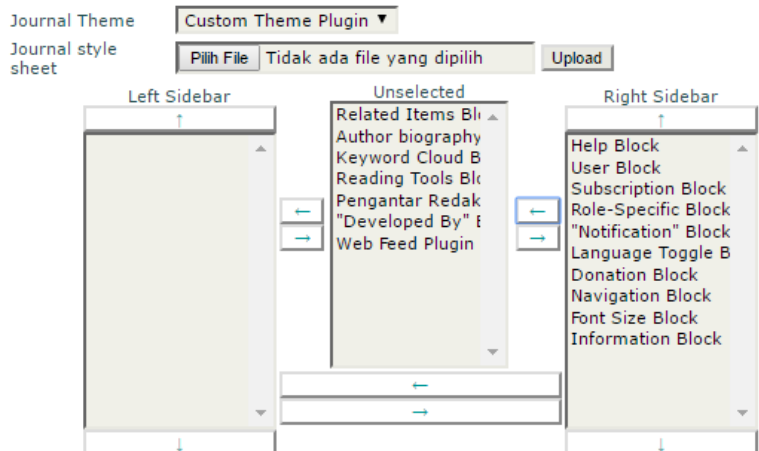 Journal Theme
Custom Theme Plugin ▼
Journal style
sheet
Pilih File Tidak ada file yang dipilih
Upload
Left Sidebar
↑
↓
Unselected
Related Items
Author biography
Keyword Cloud B
Reading Tools
Pengantar Redak
"Developed By"
Web Feed Plugin
←
→
←
→
←
→
Right Sidebar
↑
Help Block
User Block
Subscription Block
Role-Specific Block
"Notification" Block
Language Toggle B
Donation Block
Navigation Block
Font Size Block
Information Block
↓